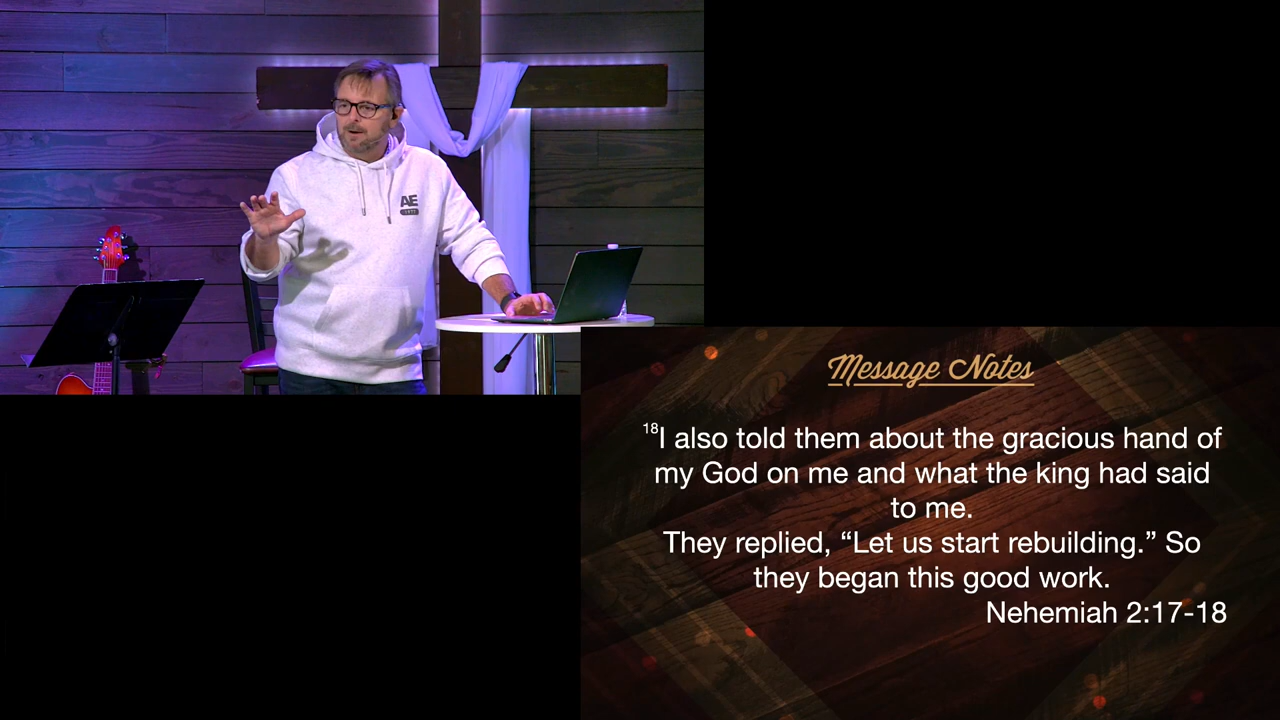 AE
Message Notes
18I also told them about the gracious hand of
my God on me and what the king had said
to me.
They replied, “Let us start rebuilding.” So
they began this good work.
Nehemiah 2:17-18